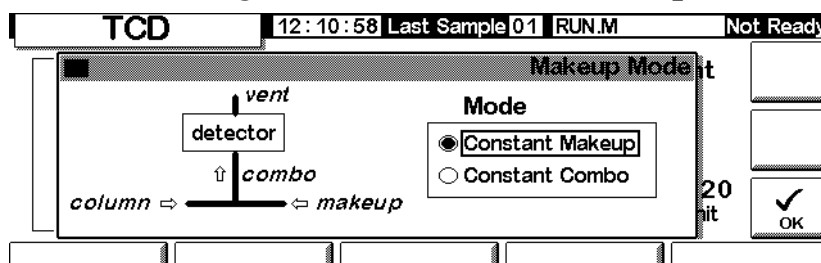 TCD 12:10:58 Last Sample 01 RUN.M Not Ready
Makeup Mode
vent
Mode
detector
Constant Makeup
combo
Constant Combo
column ⇨ ⇦ makeup
20
OK